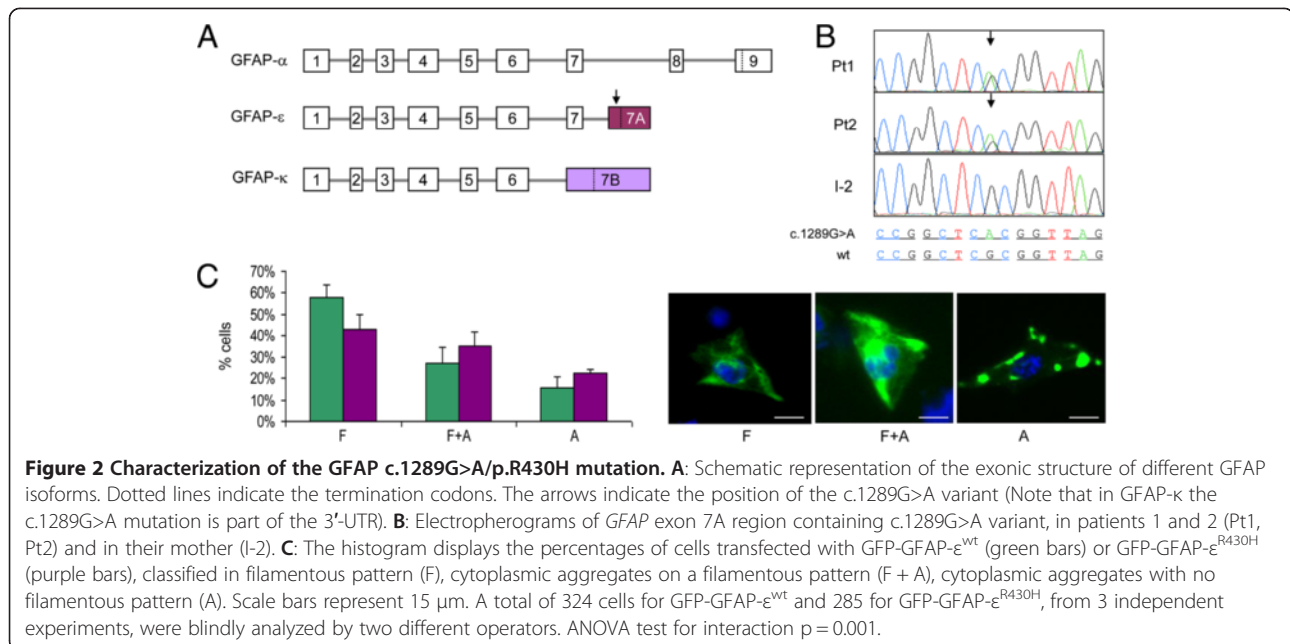 A
GFAP-α 1 2 3 4 5 6 7 8 9
GFAP-ε 1 2 3 4 5 6 7 7A
GFAP-κ 1 2 3 4 5 6 7B
B
Pt1
Pt2
I-2
c.1289G>A C C G G C T C A C G G T T A G
wt C C G G C T C G C G G T T A G
C
% cells
70%
60%
50%
40%
30%
20%
10%
0%
F F+A A
F F+A A
Figure 2 Characterization of the GFAP c.1289G>A/p.R430H mutation. A: Schematic representation of the exonic structure of different GFAP
isoforms. Dotted lines indicate the termination codons. The arrows indicate the position of the c.1289G>A variant (Note that in GFAP-κ the
c.1289G>A mutation is part of the 3′-UTR). B: Electropherograms of GFAP exon 7A region containing c.1289G>A variant, in patients 1 and 2 (Pt1,
Pt2) and in their mother (I-2). C: The histogram displays the percentages of cells transfected with GFP-GFAP-ε^wt (green bars) or GFP-GFAP-ε^R430H
(purple bars), classified in filamentous pattern (F), cytoplasmic aggregates on a filamentous pattern (F + A), cytoplasmic aggregates with no
filamentous pattern (A). Scale bars represent 15 μm. A total of 324 cells for GFP-GFAP-ε^wt and 285 for GFP-GFAP-ε^R430H, from 3 independent
experiments, were blindly analyzed by two different operators. ANOVA test for interaction p = 0.001.